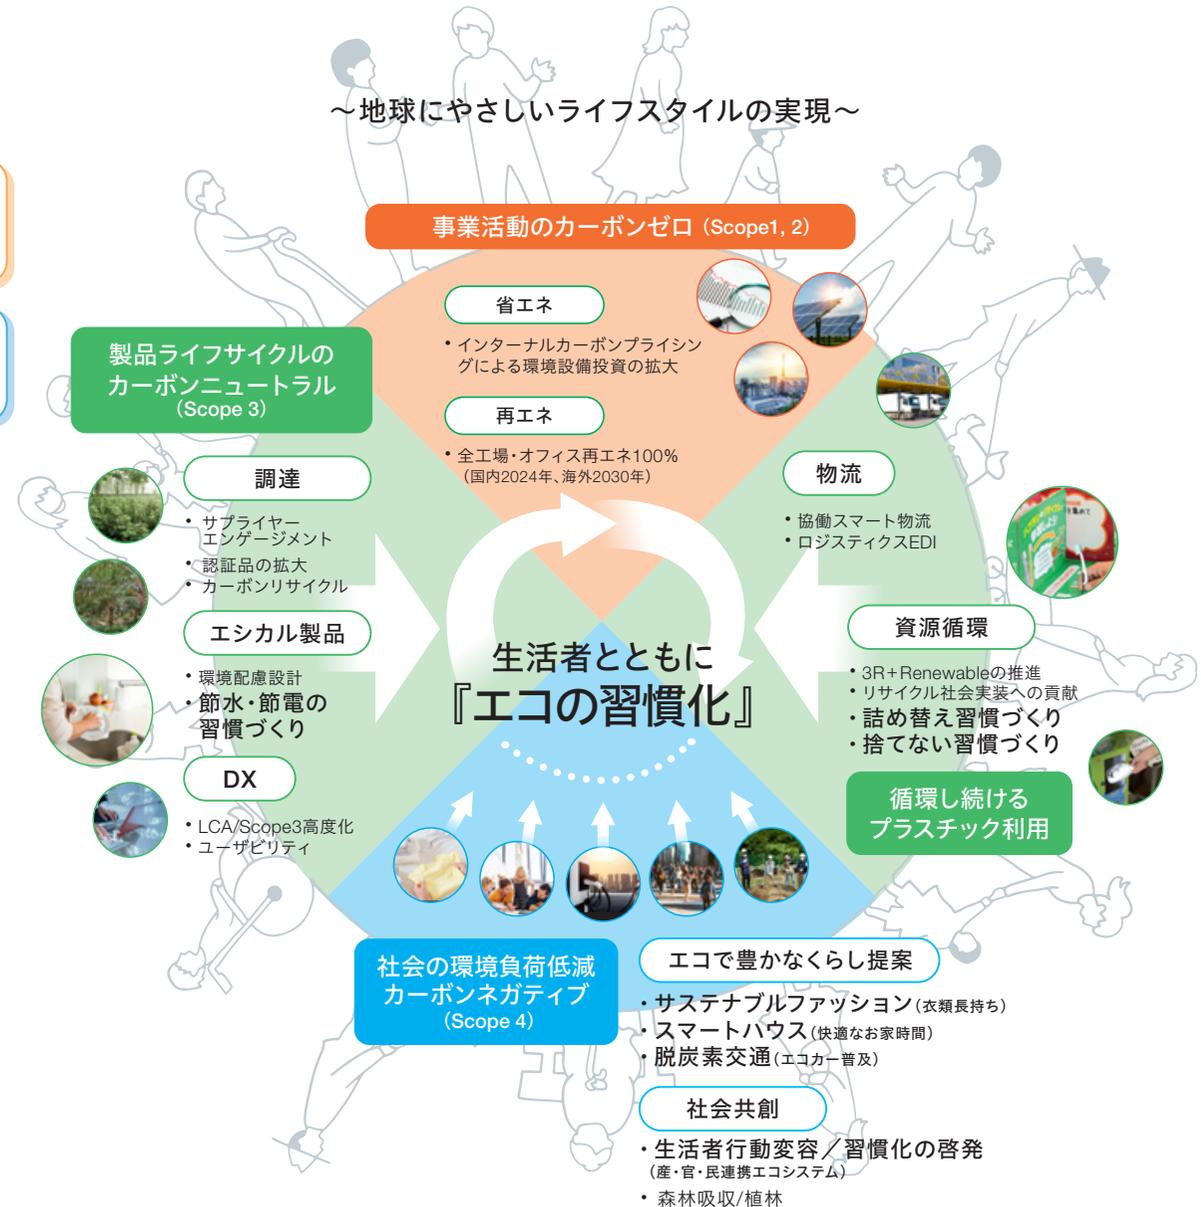 ～地球にやさしいライフスタイルの実現～
事業活動のカーボンゼロ（Scope1, 2）
省エネ
・インターナルカーボンプライシン
グによる環境設備投資の拡大
再エネ
・全工場・オフィス再エネ100%
（国内2024年、海外2030年）
製品ライフサイクルの
カーボンニュートラル
（Scope 3）
調達
・サプライヤー
エンゲージメント
・認証品の拡大
・カーボンリサイクル
エシカル製品
・環境配慮設計
・節水・節電の
習慣づくり
DX
・LCA/Scope3高度化
・ユーザビリティ
物流
・協働スマート物流
・ロジスティクスEDI
資源循環
・3R+Renewableの推進
・リサイクル社会実装への貢献
・詰め替え習慣づくり
・捨てない習慣づくり
循環し続ける
プラスチック利用
生活者とともに
『エコの習慣化』
社会の環境負荷低減
カーボンネガティブ
（Scope 4）
エコで豊かなくらし提案
・サステナブルファッション（衣類長持ち）
・スマートハウス（快適なお家時間）
・脱炭素交通（エコカー普及）
社会共創
・生活者行動変容／習慣化の啓発
（産・官・民連携エコシステム）
・森林吸収/植林